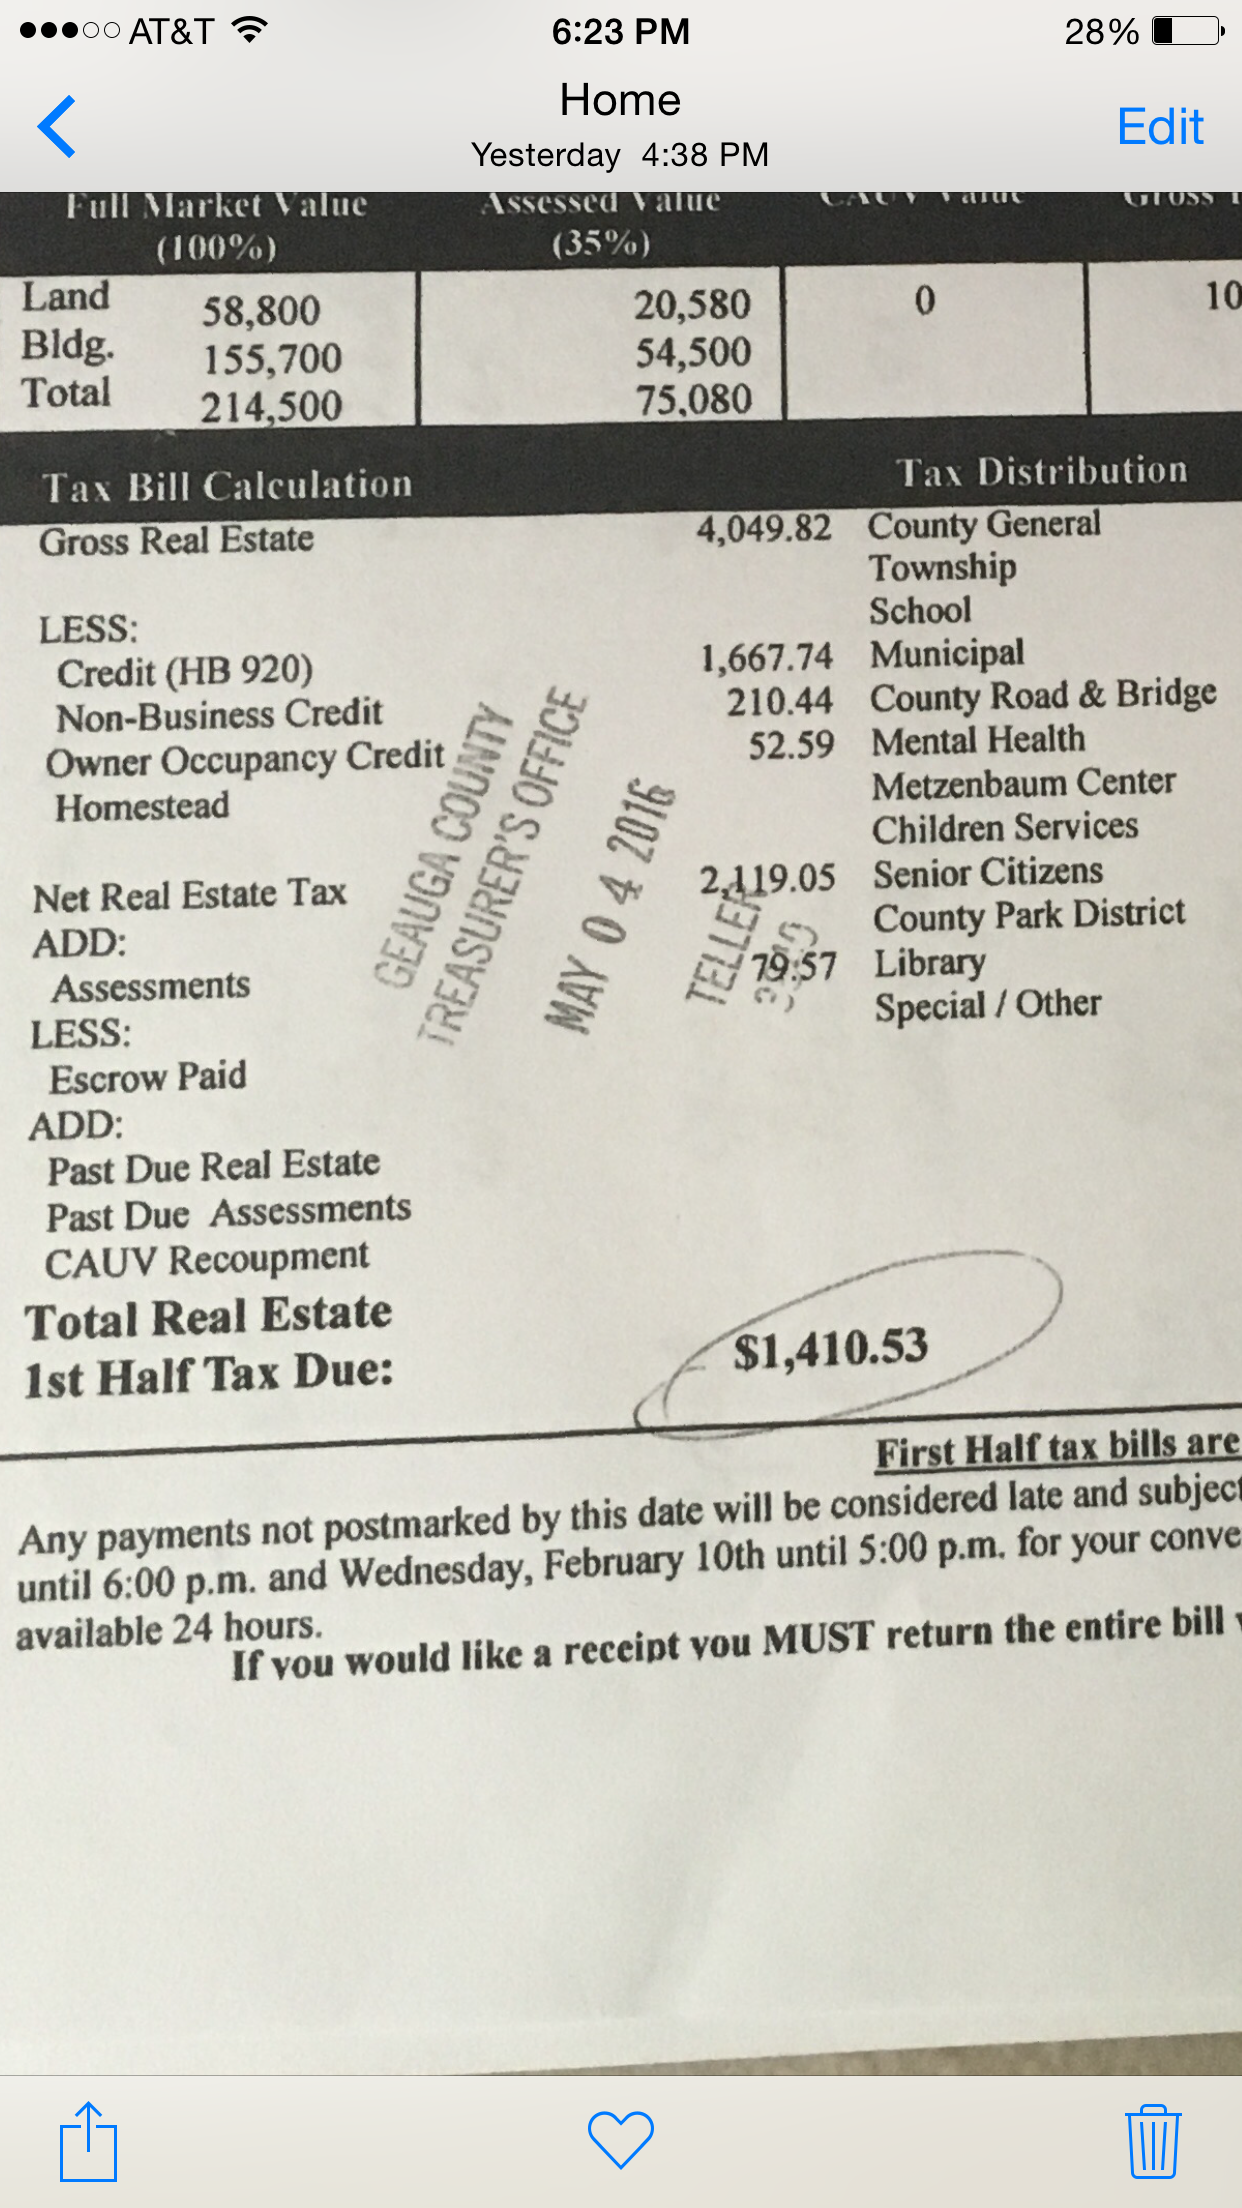 AT&T 6:23 PM 28%
Home
Edit
Yesterday 4:38 PM
Full Market Value Assessed Value CAUV Value Gross
(100%) (35%)
Land 58,800 20,580 0 10
Bldg. 155,700 54,500
Total 214,500 75,080
Tax Bill Calculation Tax Distribution
Gross Real Estate 4,049.82 County General
Township
LESS: School
Credit (HB 920) 1,667.74 Municipal
Non-Business Credit 210.44 County Road & Bridge
Owner Occupancy Credit 52.59 Mental Health
Homestead Metzenbaum Center
Children Services
Net Real Estate Tax 2,119.05 Senior Citizens
ADD: County Park District
Assessments 79.57 Library
LESS: Special / Other
Escrow Paid
ADD:
Past Due Real Estate
Past Due Assessments
CAUV Recoupment
GEAUGA COUNTY
TREASURER'S OFFICE
MAY 04 2016
TELLER
Total Real Estate
1st Half Tax Due: $1,410.53
First Half tax bills are
Any payments not postmarked by this date will be considered late and subject
until 6:00 p.m. and Wednesday, February 10th until 5:00 p.m. for your conve
available 24 hours.
If you would like a receipt you MUST return the entire bill